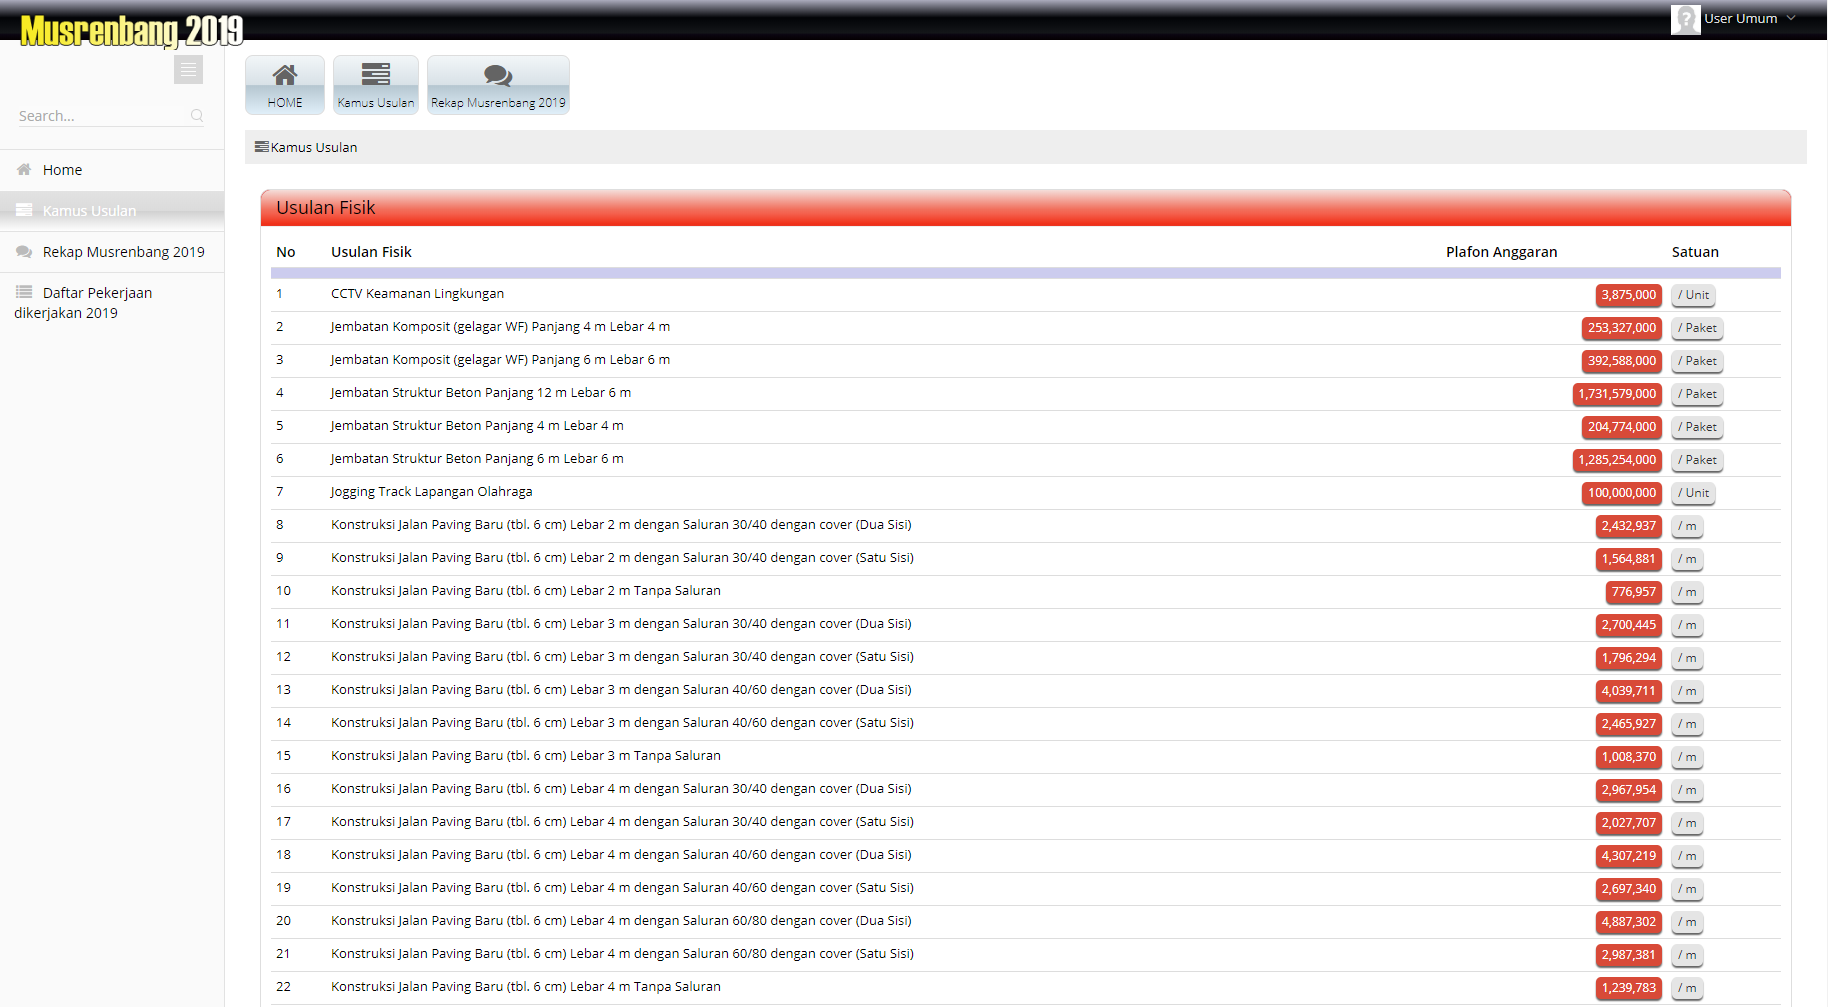 Musrenbang 2019
User Umum
Search...
Home
Kamus Usulan
Rekap Musrenbang 2019
Daftar Pekerjaan
dikerjakan 2019
HOME
Kamus Usulan
Rekap Musrenbang 2019
Kamus Usulan
Usulan Fisik
No Usulan Fisik Plafon Anggaran Satuan
1 CCTV Keamanan Lingkungan 3,875,000 / Unit
2 Jembatan Komposit (gelagar WF) Panjang 4 m Lebar 4 m 253,327,000 / Paket
3 Jembatan Komposit (gelagar WF) Panjang 6 m Lebar 6 m 392,588,000 / Paket
4 Jembatan Struktur Beton Panjang 12 m Lebar 6 m 1,731,579,000 / Paket
5 Jembatan Struktur Beton Panjang 4 m Lebar 4 m 204,774,000 / Paket
6 Jembatan Struktur Beton Panjang 6 m Lebar 6 m 1,285,254,000 / Paket
7 Jogging Track Lapangan Olahraga 100,000,000 / Unit
8 Konstruksi Jalan Paving Baru (tbl. 6 cm) Lebar 2 m dengan Saluran 30/40 dengan cover (Dua Sisi) 2,432,937 / m
9 Konstruksi Jalan Paving Baru (tbl. 6 cm) Lebar 2 m dengan Saluran 30/40 dengan cover (Satu Sisi) 1,564,881 / m
10 Konstruksi Jalan Paving Baru (tbl. 6 cm) Lebar 2 m Tanpa Saluran 776,957 / m
11 Konstruksi Jalan Paving Baru (tbl. 6 cm) Lebar 3 m dengan Saluran 30/40 dengan cover (Dua Sisi) 2,700,445 / m
12 Konstruksi Jalan Paving Baru (tbl. 6 cm) Lebar 3 m dengan Saluran 30/40 dengan cover (Satu Sisi) 1,796,294 / m
13 Konstruksi Jalan Paving Baru (tbl. 6 cm) Lebar 3 m dengan Saluran 40/60 dengan cover (Dua Sisi) 4,039,711 / m
14 Konstruksi Jalan Paving Baru (tbl. 6 cm) Lebar 3 m dengan Saluran 40/60 dengan cover (Satu Sisi) 2,465,927 / m
15 Konstruksi Jalan Paving Baru (tbl. 6 cm) Lebar 3 m Tanpa Saluran 1,008,370 / m
16 Konstruksi Jalan Paving Baru (tbl. 6 cm) Lebar 4 m dengan Saluran 30/40 dengan cover (Dua Sisi) 2,967,954 / m
17 Konstruksi Jalan Paving Baru (tbl. 6 cm) Lebar 4 m dengan Saluran 30/40 dengan cover (Satu Sisi) 2,027,707 / m
18 Konstruksi Jalan Paving Baru (tbl. 6 cm) Lebar 4 m dengan Saluran 40/60 dengan cover (Dua Sisi) 4,307,219 / m
19 Konstruksi Jalan Paving Baru (tbl. 6 cm) Lebar 4 m dengan Saluran 40/60 dengan cover (Satu Sisi) 2,697,340 / m
20 Konstruksi Jalan Paving Baru (tbl. 6 cm) Lebar 4 m dengan Saluran 60/80 dengan cover (Dua Sisi) 4,887,302 / m
21 Konstruksi Jalan Paving Baru (tbl. 6 cm) Lebar 4 m dengan Saluran 60/80 dengan cover (Satu Sisi) 2,987,381 / m
22 Konstruksi Jalan Paving Baru (tbl. 6 cm) Lebar 4 m Tanpa Saluran 1,239,783 / m